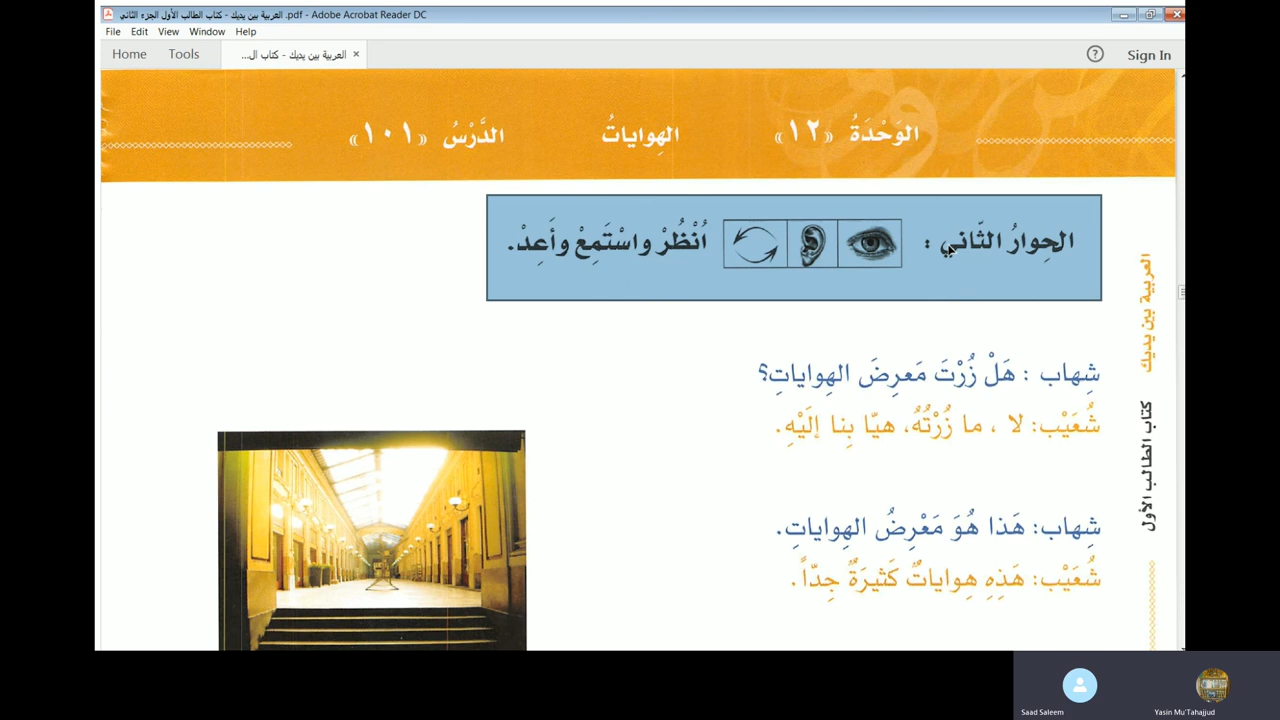 العربية بين يديك - كتاب الطالب الأول الجزء الثاني .pdf - Adobe Acrobat Reader DC
File Edit View Window Help
Home Tools العربية بين يديك - كتاب ال... × ? Sign In
الوَحْدَةُ «١٢» الهِواياتُ الدَّرْسُ «١٠١»
الحِوارُ الثّاني : اُنْظُرْ واسْتَمِعْ وأَعِدْ.
شِهاب : هَلْ زُرْتَ مَعرِضَ الهِواياتِ؟
شُعَيْب: لا ، ما زُرْتُهُ، هيّا بِنا إلَيْهِ.
شِهاب: هَذا هُوَ مَعْرِضُ الهِواياتِ.
شُعَيْب: هَذِهِ هِواياتٌ كَثيرَةٌ جِدّاً.
العربية بين يديك
كتاب الطالب الأول
Saad Saleem
Yasin Mu`Tahajjud